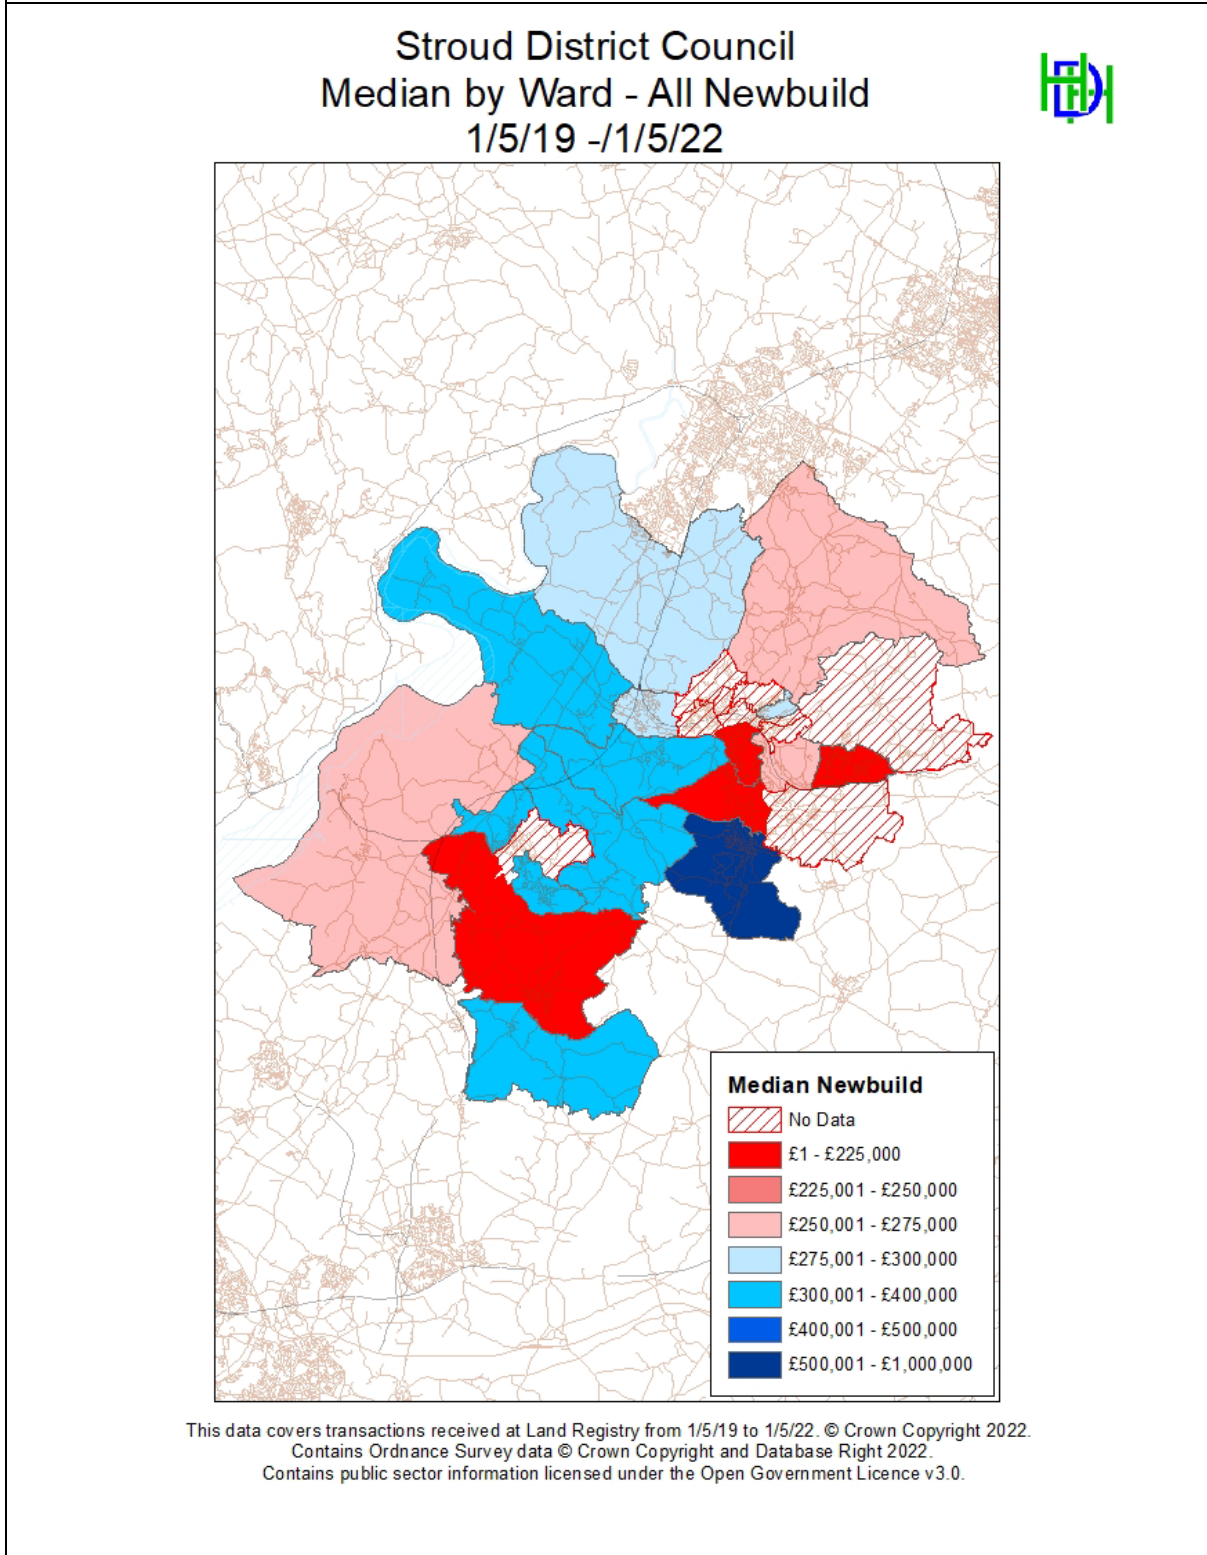 Stroud District Council
Median by Ward - All Newbuild
1/5/19 -/1/5/22
HDH
Median Newbuild
No Data
£1 - £225,000
£225,001 - £250,000
£250,001 - £275,000
£275,001 - £300,000
£300,001 - £400,000
£400,001 - £500,000
£500,001 - £1,000,000
This data covers transactions received at Land Registry from 1/5/19 to 1/5/22. © Crown Copyright 2022.
Contains Ordnance Survey data © Crown Copyright and Database Right 2022.
Contains public sector information licensed under the Open Government Licence v3.0.